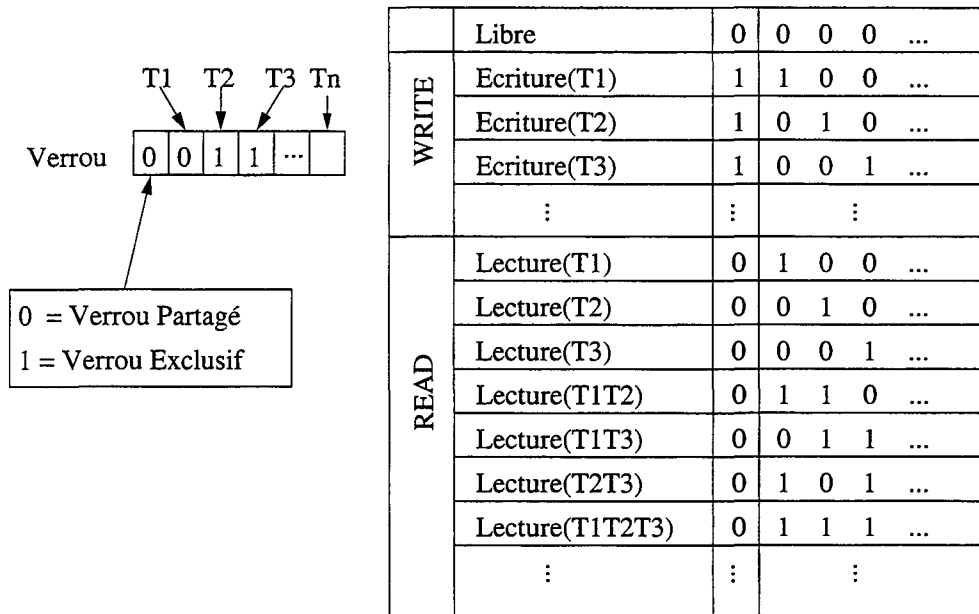 T1 T2 T3 Tn
Verrou 0 0 1 1 ...
0 = Verrou Partagé
1 = Verrou Exclusif
Libre 0 0 0 0 ...
WRITE
Ecriture(T1) 1 1 0 0 ...
Ecriture(T2) 1 0 1 0 ...
Ecriture(T3) 1 0 0 1 ...
⋮ ⋮ ⋮
READ
Lecture(T1) 0 1 0 0 ...
Lecture(T2) 0 0 1 0 ...
Lecture(T3) 0 0 0 1 ...
Lecture(T1T2) 0 1 1 0 ...
Lecture(T1T3) 0 0 1 1 ...
Lecture(T2T3) 0 1 0 1 ...
Lecture(T1T2T3) 0 1 1 1 ...
⋮ ⋮ ⋮